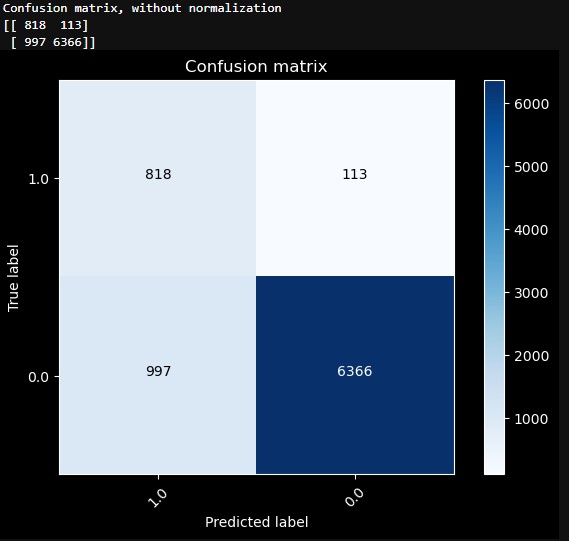 Confusion matrix, without normalization
[[ 818 113]
[ 997 6366]]
Confusion matrix
6000
5000
4000
3000
2000
1000
1.0
818
113
True label
0.0
997
6366
1.0
0.0
Predicted label